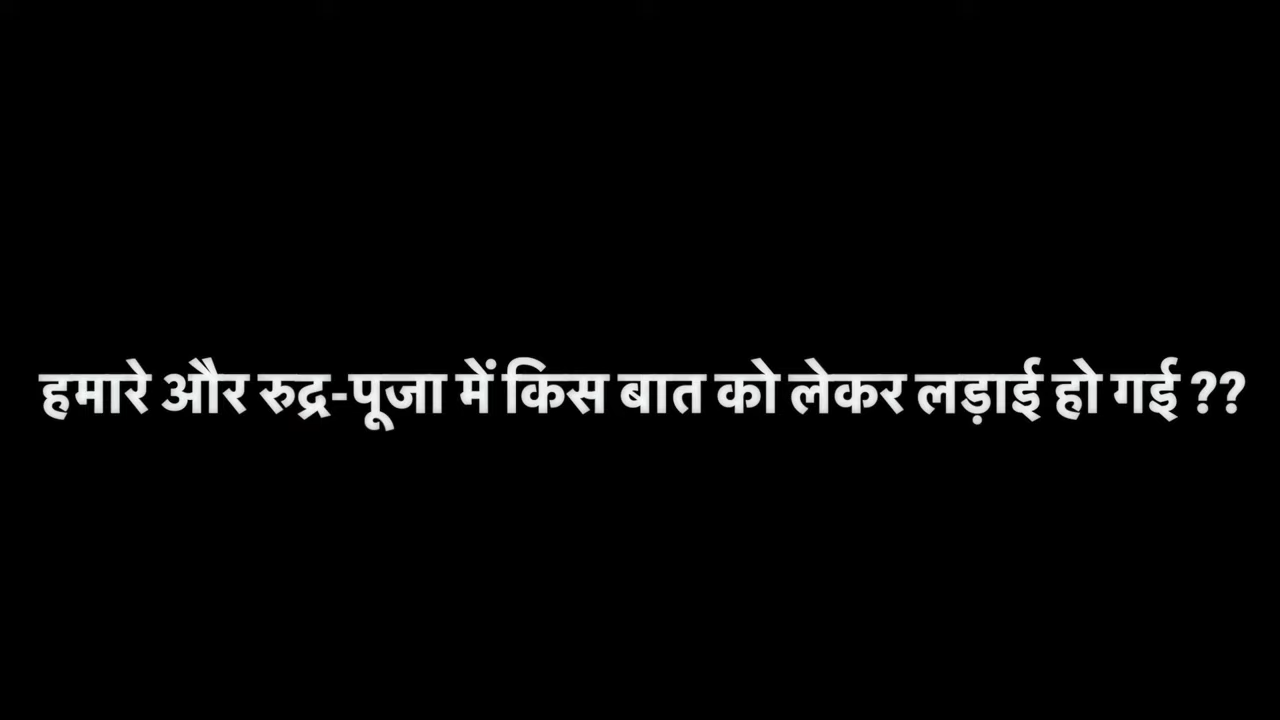 हमारे और रुद्र-पूजा में किस बात को लेकर लड़ाई हो गई ??